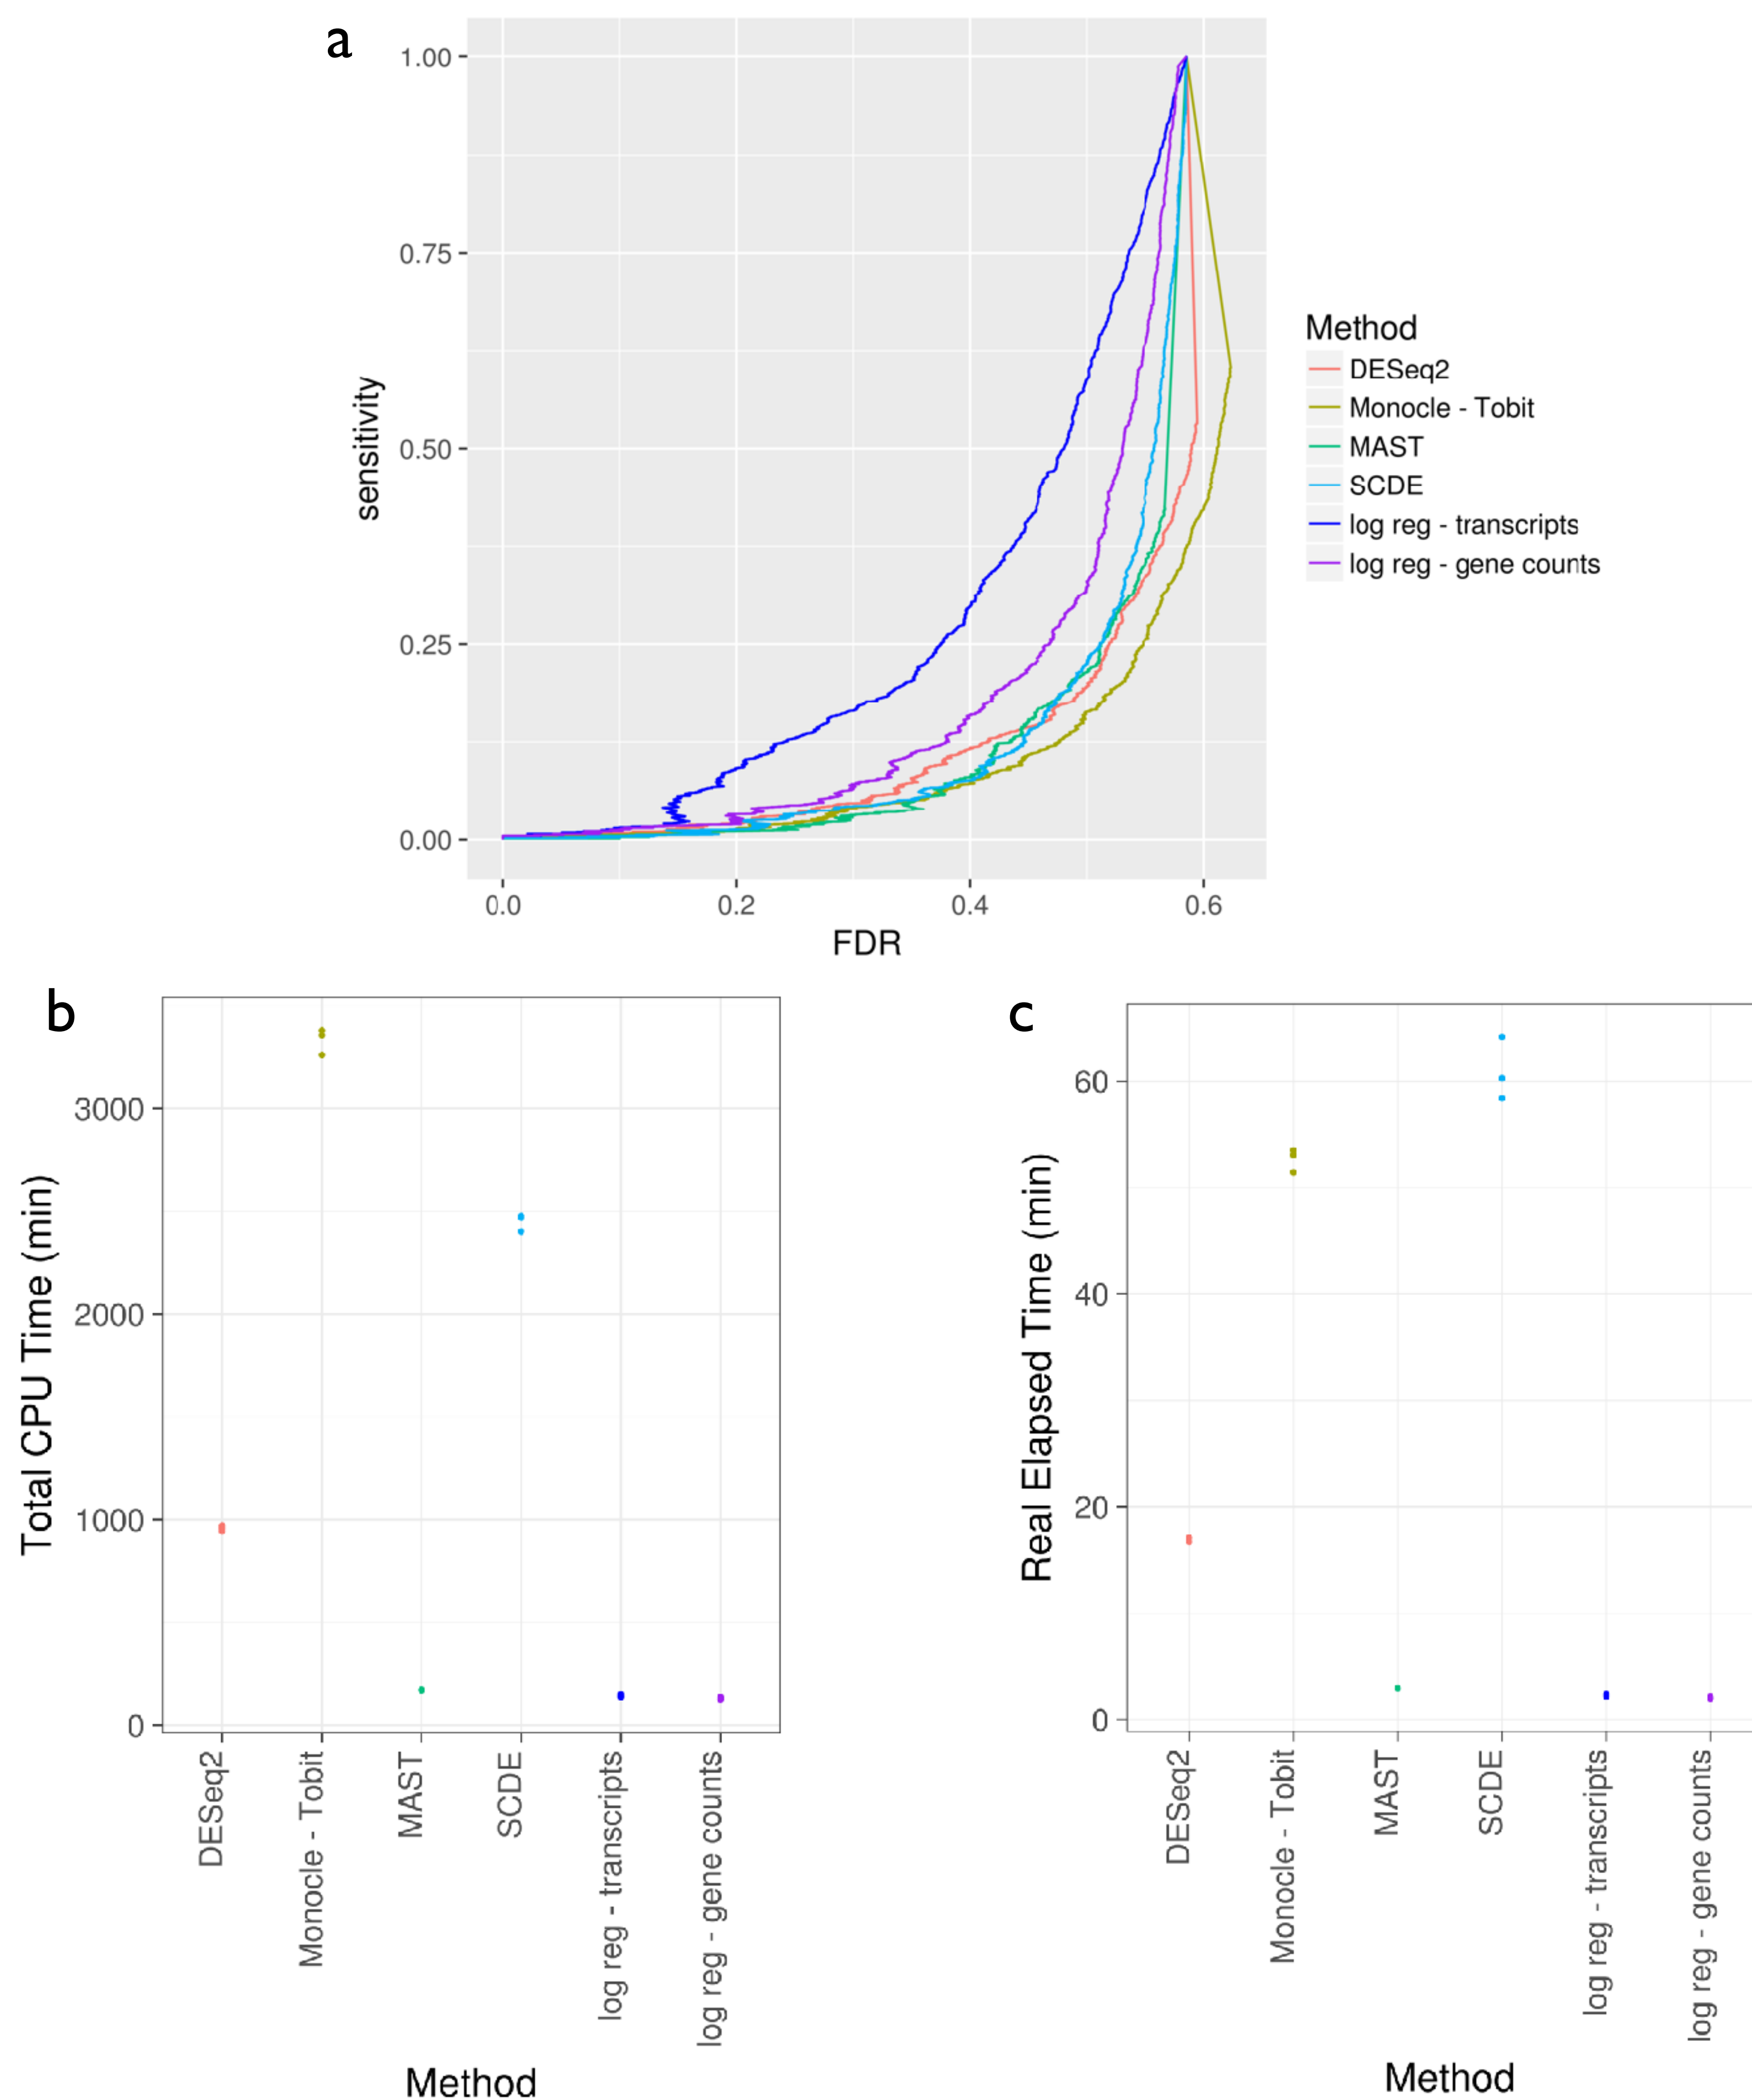 a
1.00
0.75
0.50
0.25
0.00
sensitivity
0.0 0.2 0.4 0.6
FDR
Method
DESeq2
Monocle - Tobit
MAST
SCDE
log reg - transcripts
log reg - gene counts
b
3000
2000
1000
0
Total CPU Time (min)
DESeq2
Monocle - Tobit
MAST
SCDE
log reg - transcripts
log reg - gene counts
Method
c
60
40
20
0
Real Elapsed Time (min)
DESeq2
Monocle - Tobit
MAST
SCDE
log reg - transcripts
log reg - gene counts
Method